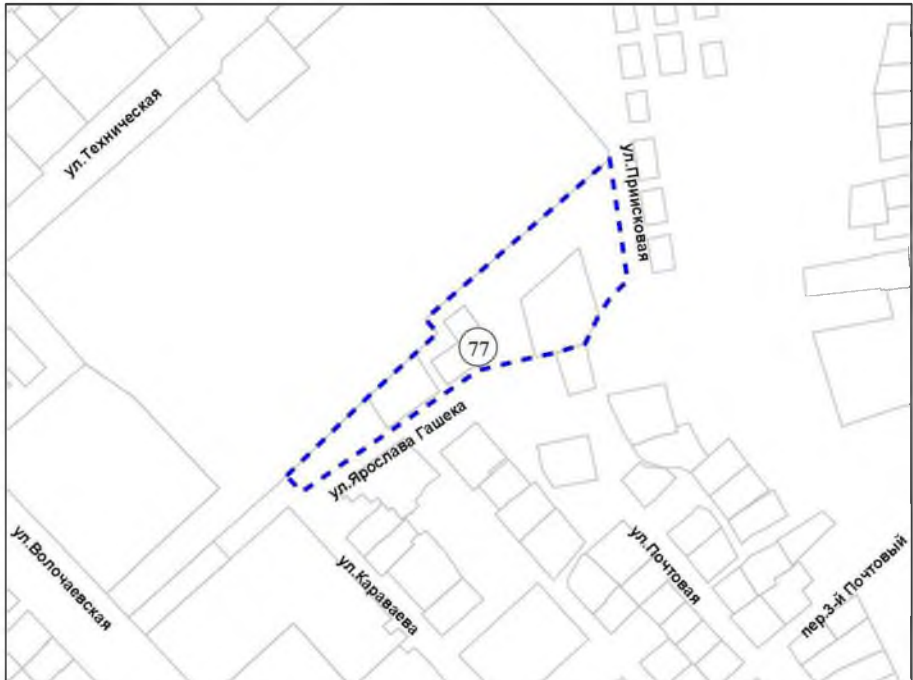 ул.Техническая
ул.Приисковая
77
ул.Ярослава Гашека
ул.Волочаевская
ул.Караваева
ул.Почтовая
пер.3-й Почтовый